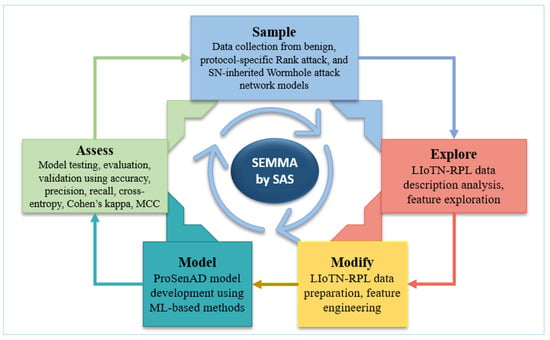 Sample
Data collection from benign,
protocol-specific Rank attack, and
SN-inherited Wormhole attack
network models
Assess
Model testing, evaluation,
validation using accuracy,
precision, recall, cross-
entropy, Cohen's kappa, MCC
SEMMA
by SAS
Explore
LIoTN-RPL data
description analysis,
feature exploration
Model
ProSenAD model
development using
ML-based methods
Modify
LIoTN-RPL data
preparation, feature
engineering